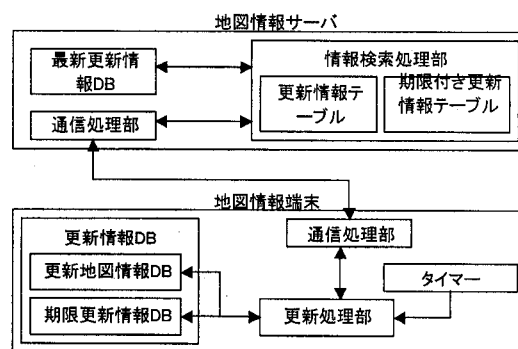 地図情報サーバ
最新更新情
報DB
通信処理部
情報検索処理部
更新情報テ
ーブル
期限付き更新
情報テーブル
地図情報端末
更新情報DB
更新地図情報DB
期限更新情報DB
通信処理部
タイマー
更新処理部